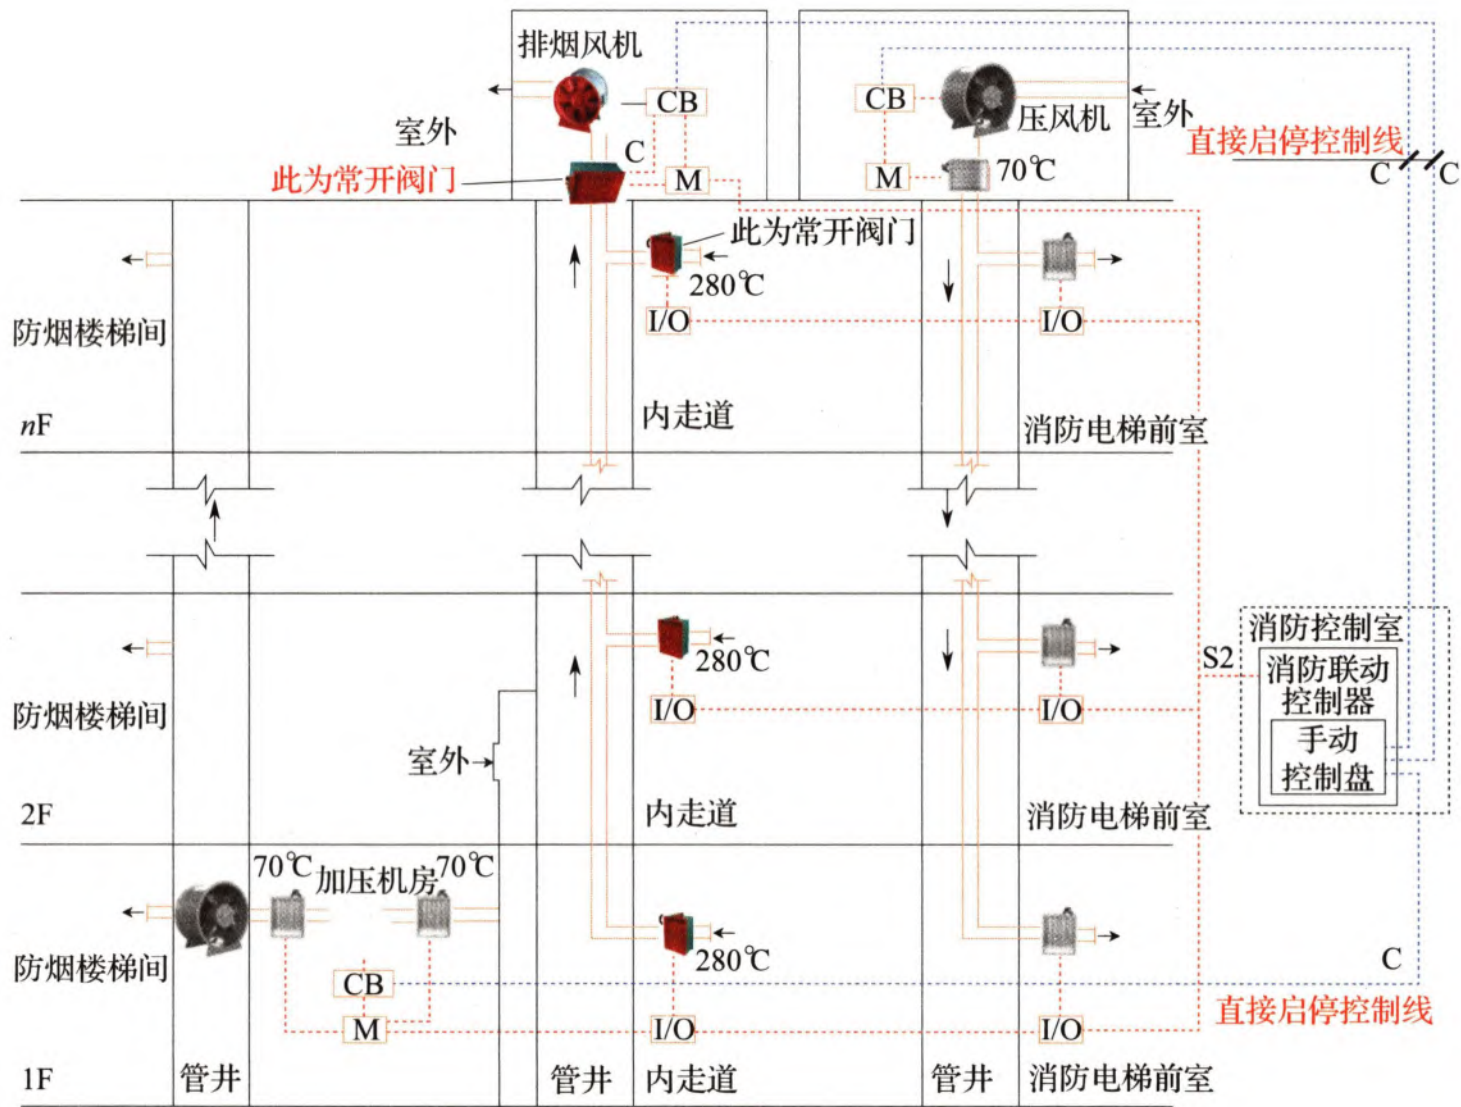 排烟风机
CB
CB
室外
压风机
室外
直接启停控制线
C
此为常开阀门
M
M
70℃
C
C
此为常开阀门
280℃
防烟楼梯间
I/O
I/O
内走道
nF
消防电梯前室
消防控制室
280℃
S2
消防联动
控制器
防烟楼梯间
I/O
I/O
手动
室外
控制盘
2F
内走道
消防电梯前室
70℃
加压机房
70℃
280℃
C
防烟楼梯间
CB
直接启停控制线
M
I/O
I/O
1F
管井
管井
内走道
管井
消防电梯前室